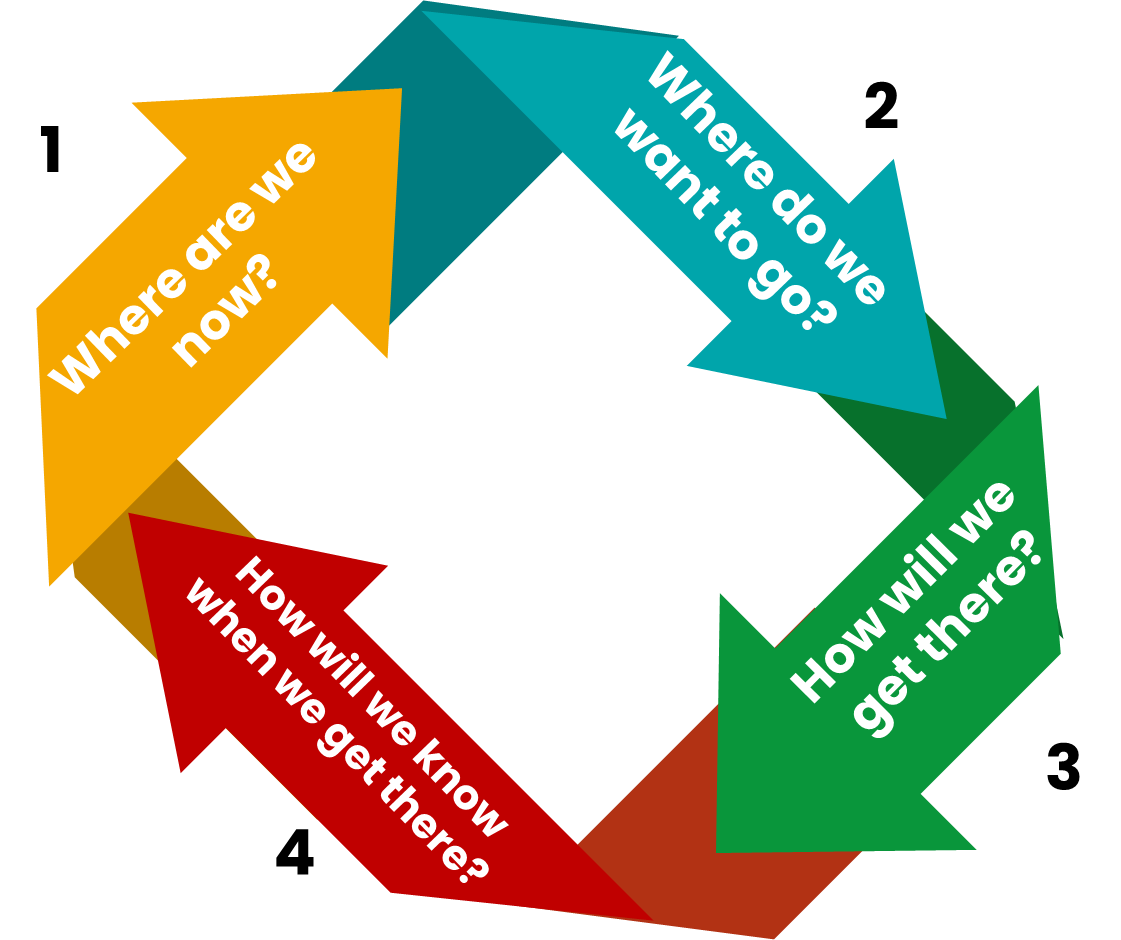 1
Where are we
now?
2
Where do we
want to go?
3
How will we
get there?
4
How will we know
when we get there?